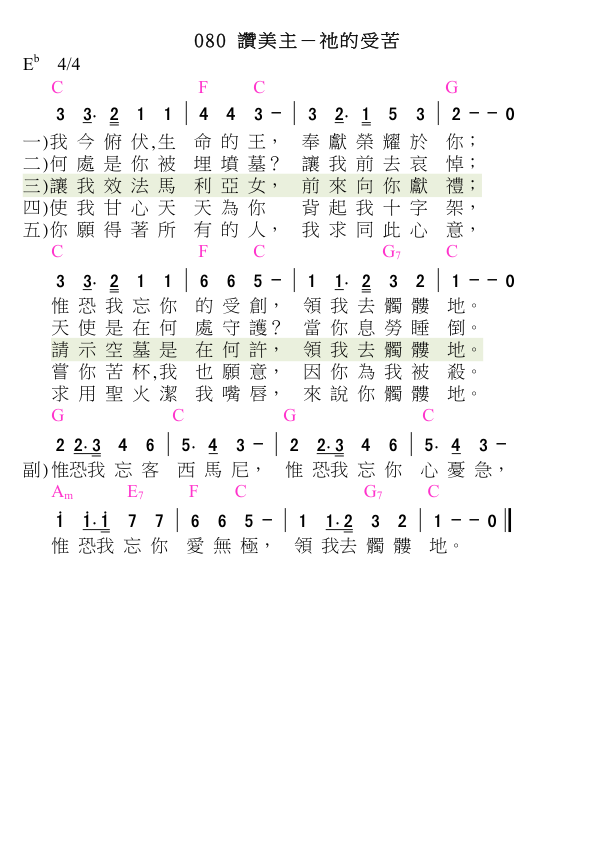 080 讚美主－祂的受苦
E♭ 4/4
C F C G
3 3· 2 1 1 | 4 4 3 － | 3 2· 1 5 3 | 2 － － 0
一)我 今 俯 伏,生 命 的 王， 奉 獻 榮 耀 於 你；
二)何 處 是 你 被 埋 墳 墓？ 讓 我 前 去 哀 悼；
三)讓 我 效 法 馬 利 亞 女， 前 來 向 你 獻 禮；
四)使 我 甘 心 天 天 為 你 背 起 我 十 字 架，
五)你 願 得 著 所 有 的 人， 我 求 同 此 心 意，
C F C G7 C
3 3· 2 1 1 | 6 6 5 － | 1 1· 2 3 2 | 1 － － 0
惟 恐 我 忘 你 的 受 創， 領 我 去 髑 髏 地。
天 使 是 在 何 處 守 護？ 當 你 息 勞 睡 倒。
請 示 空 墓 是 在 何 許， 領 我 去 髑 髏 地。
嘗 你 苦 杯,我 也 願 意， 因 你 為 我 被 殺。
求 用 聖 火 潔 我 嘴 唇， 來 說 你 髑 髏 地。
G C G C
2 2·3 4 6 | 5· 4 3 － | 2 2·3 4 6 | 5· 4 3 －
副)惟恐我 忘 客 西 馬 尼， 惟 恐我 忘 你 心 憂 急，
Am E7 F C G7 C
i i·i 7 7 | 6 6 5 － | 1 1·2 3 2 | 1 － － 0 ‖
惟 恐我 忘 你 愛 無 極， 領 我去 髑 髏 地。